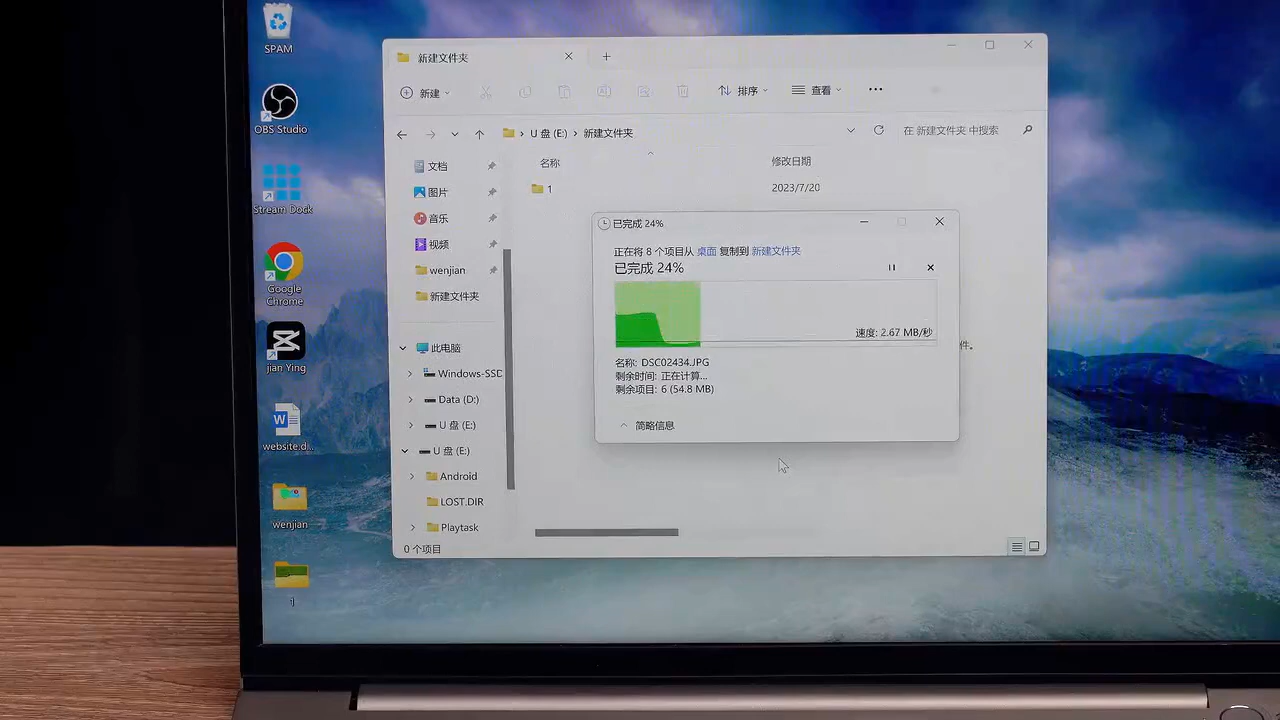 SPAM
OBS Studio
Stream Dock
Google
Chrome
jian Ying
website.d...
wenjian
新建文件夹
新建
排序
查看
U 盘 (E:)
新建文件夹
在 新建文件夹 中搜索
文档
图片
音乐
视频
wenjian
新建文件夹
此电脑
Windows-SSD
Data (D:)
U 盘 (E:)
U 盘 (E:)
Android
LOST.DIR
Playtask
0 个项目
名称
修改日期
1
2023/7/20
已完成 24%
正在将 8 个项目从 桌面 复制到 新建文件夹
已完成 24%
速度: 2.67 MB/秒
名称: DSC02434.JPG
剩余时间: 正在计算...
剩余项目: 6 (54.8 MB)
简略信息
件。